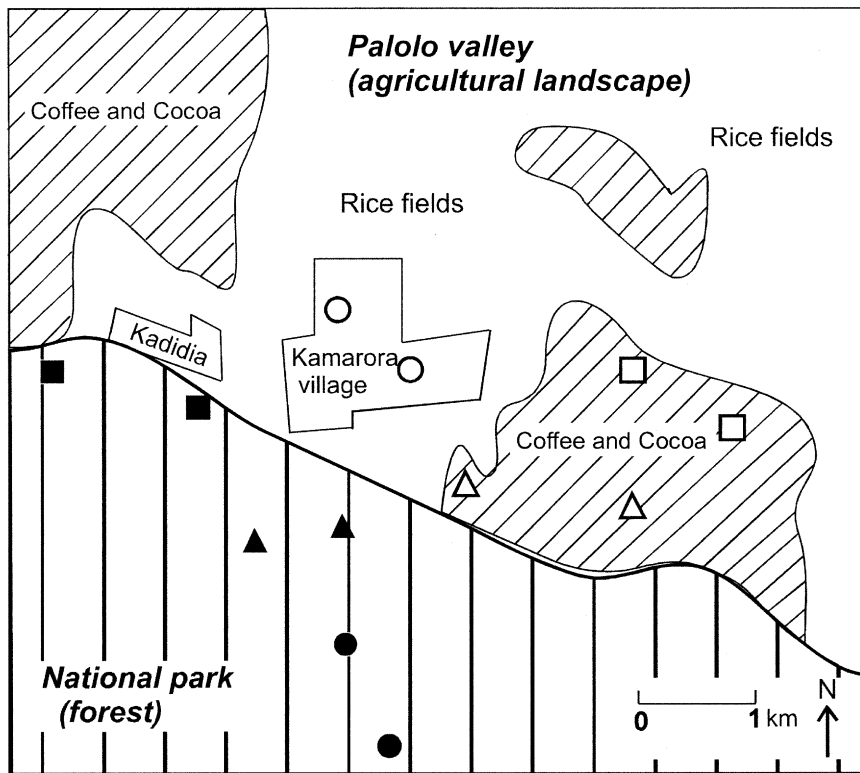 Palolo valley
(agricultural landscape)
Coffee and Cocoa
Rice fields
Rice fields
Kadidia
Kamarora
village
Coffee and Cocoa
National park
(forest)
N
0 1 km